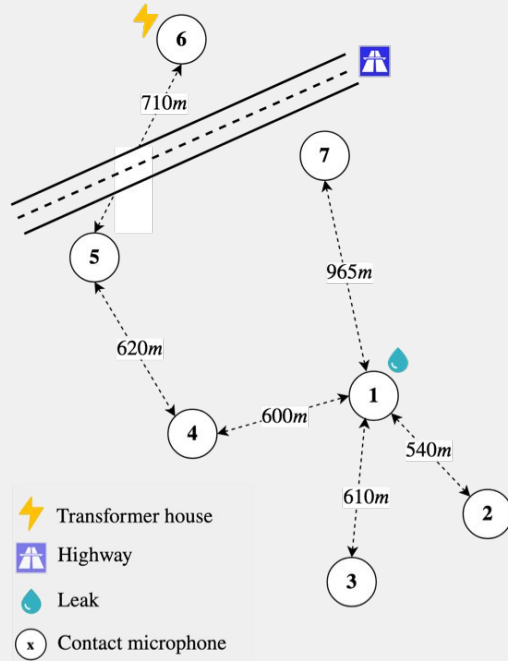 6
710m
7
5
965m
620m
1
600m
4
540m
610m
2
3
Transformer house
Highway
Leak
x Contact microphone